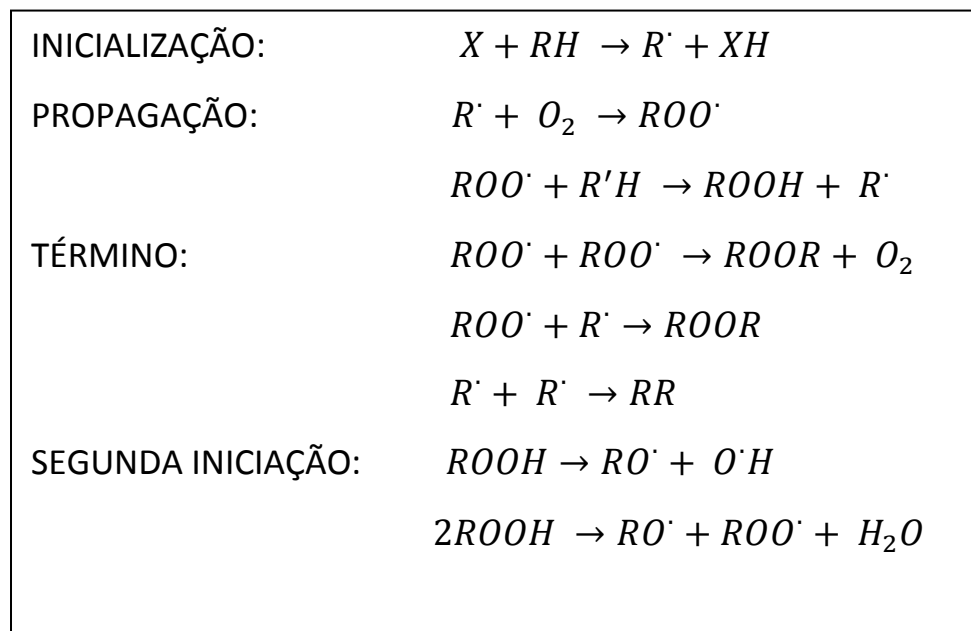 INICIALIZAÇÃO: X + RH → R˙ + XH
PROPAGAÇÃO: R˙ + O₂ → ROO˙
ROO˙ + R′H → ROOH + R˙
TÉRMINO: ROO˙ + ROO˙ → ROOR + O₂
ROO˙ + R˙ → ROOR
R˙ + R˙ → RR
SEGUNDA INICIAÇÃO: ROOH → RO˙ + O˙H
2ROOH → RO˙ + ROO˙ + H₂O